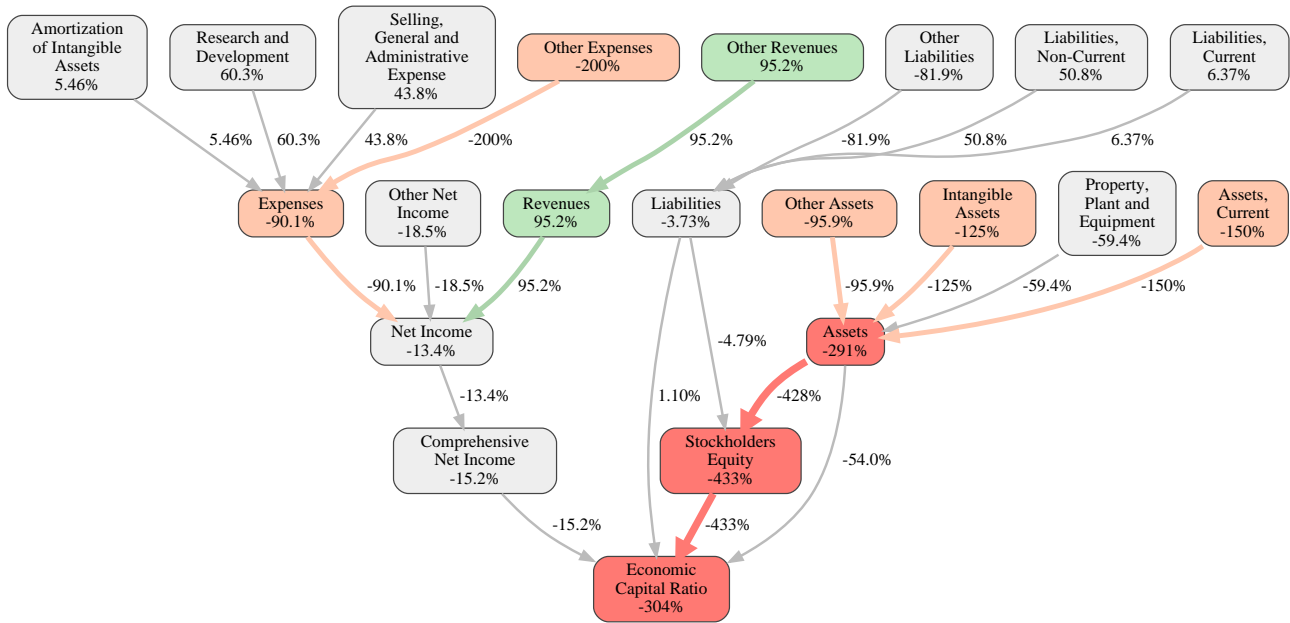 Amortization
of Intangible
Assets
5.46%
Research and
Development
60.3%
Selling,
General and
Administrative
Expense
43.8%
Other Expenses
-200%
Other Revenues
95.2%
Other
Liabilities
-81.9%
Liabilities,
Non-Current
50.8%
Liabilities,
Current
6.37%
5.46%
60.3%
43.8%
-200%
95.2%
-81.9%
50.8%
6.37%
Expenses
-90.1%
Other Net
Income
-18.5%
Revenues
95.2%
Liabilities
-3.73%
Other Assets
-95.9%
Intangible
Assets
-125%
Property,
Plant and
Equipment
-59.4%
Assets,
Current
-150%
-90.1%
-18.5%
95.2%
-95.9%
-125%
-59.4%
-150%
Net Income
-13.4%
Assets
-291%
-4.79%
-13.4%
1.10%
-428%
Comprehensive
Net Income
-15.2%
Stockholders
Equity
-433%
-54.0%
-15.2%
-433%
Economic
Capital Ratio
-304%